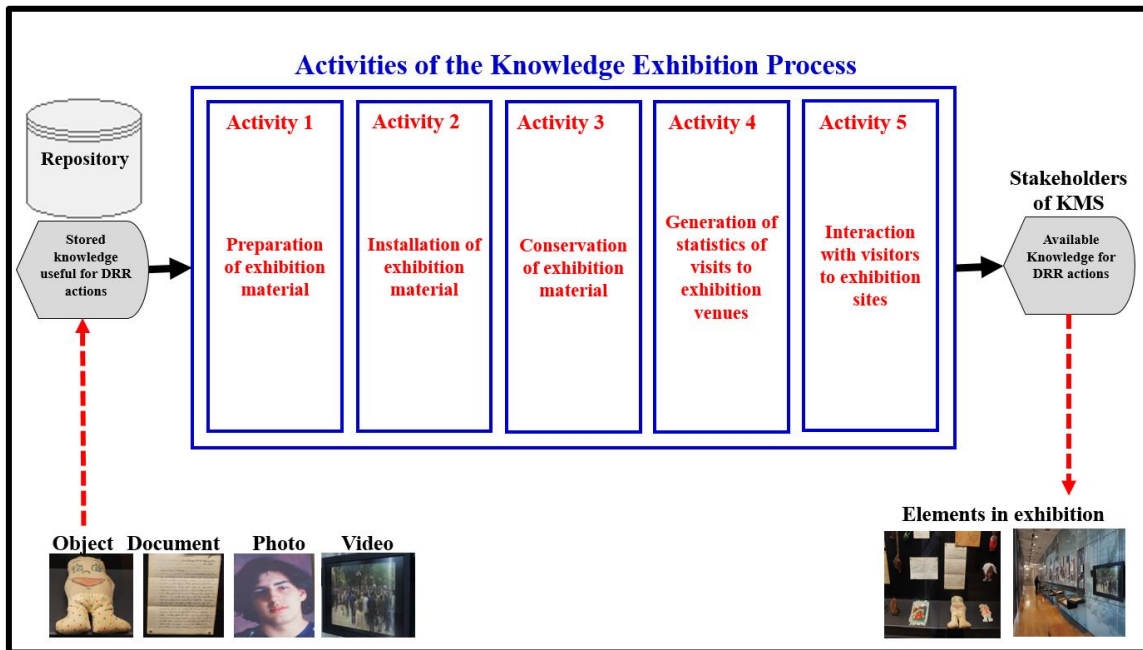 Activities of the Knowledge Exhibition Process
Repository
Stored
knowledge
useful for DRR
actions
Activity 1
Preparation
of exhibition
material
Activity 2
Installation of
exhibition
material
Activity 3
Conservation
of exhibition
material
Activity 4
Generation of
statistics of
visits to
exhibition
venues
Activity 5
Interaction
with visitors
to exhibition
sites
Stakeholders
of KMS
Available
Knowledge for
DRR actions
Object Document Photo Video
Elements in exhibition